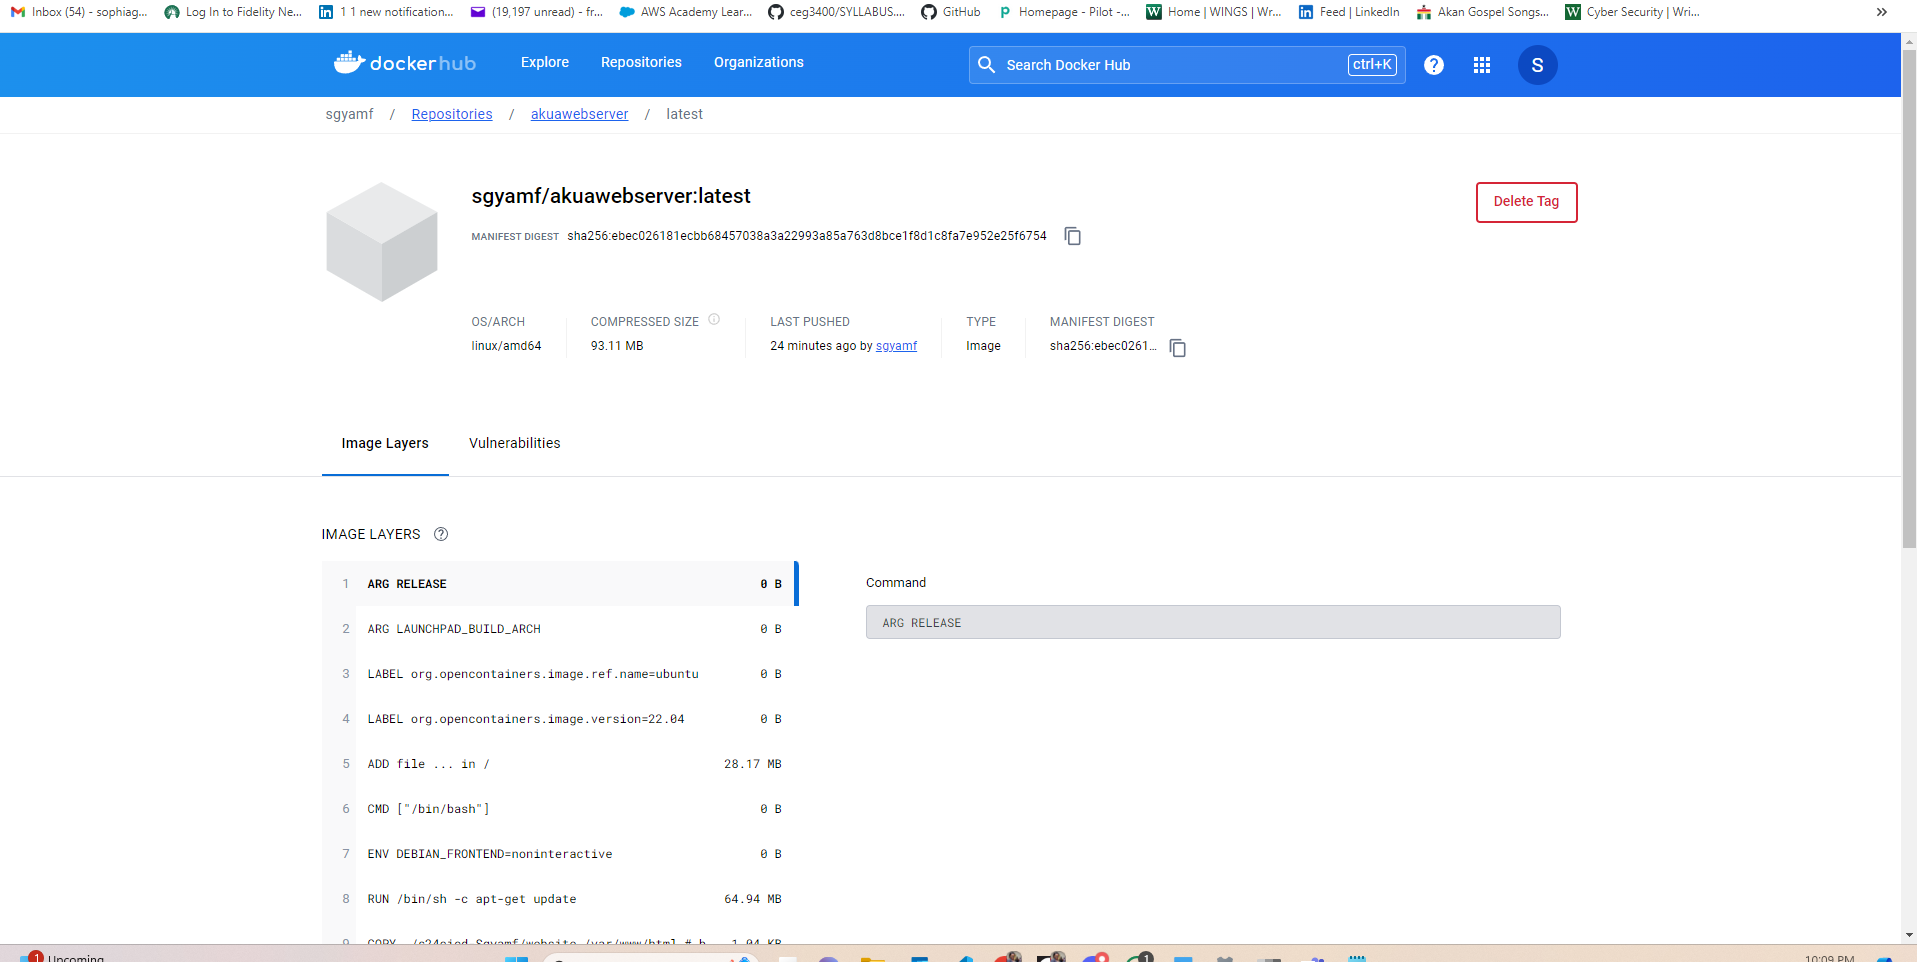 Inbox (54) - sophiag... Log In to Fidelity Ne... 1 1 new notification... (19,197 unread) - fr... AWS Academy Lear... ceg3400/SYLLABUS.... GitHub Homepage - Pilot -... Home | WINGS | Wr... Feed | LinkedIn Akan Gospel Songs... Cyber Security | Wri... »
docker hub Explore Repositories Organizations Search Docker Hub ctrl+K ? S
sgyamf / Repositories / akuawebserver / latest
sgyamf/akuawebserver:latest
Delete Tag
MANIFEST DIGEST sha256:ebec026181ecbb68457038a3a22993a85a763d8bce1f8d1c8fa7e952e25f6754
OS/ARCH COMPRESSED SIZE LAST PUSHED TYPE MANIFEST DIGEST
linux/amd64 93.11 MB 24 minutes ago by sgyamf Image sha256:ebec0261...
Image Layers Vulnerabilities
IMAGE LAYERS ?
1 ARG RELEASE 0 B
Command
ARG RELEASE
2 ARG LAUNCHPAD_BUILD_ARCH 0 B
3 LABEL org.opencontainers.image.ref.name=ubuntu 0 B
4 LABEL org.opencontainers.image.version=22.04 0 B
5 ADD file ... in / 28.17 MB
6 CMD ["/bin/bash"] 0 B
7 ENV DEBIAN_FRONTEND=noninteractive 0 B
8 RUN /bin/sh -c apt-get update 64.94 MB
9 COPY ./s24cicd-Sgyamf/website /var/www/html # b 1.04 KB
1 Upcoming 1 10:09 PM